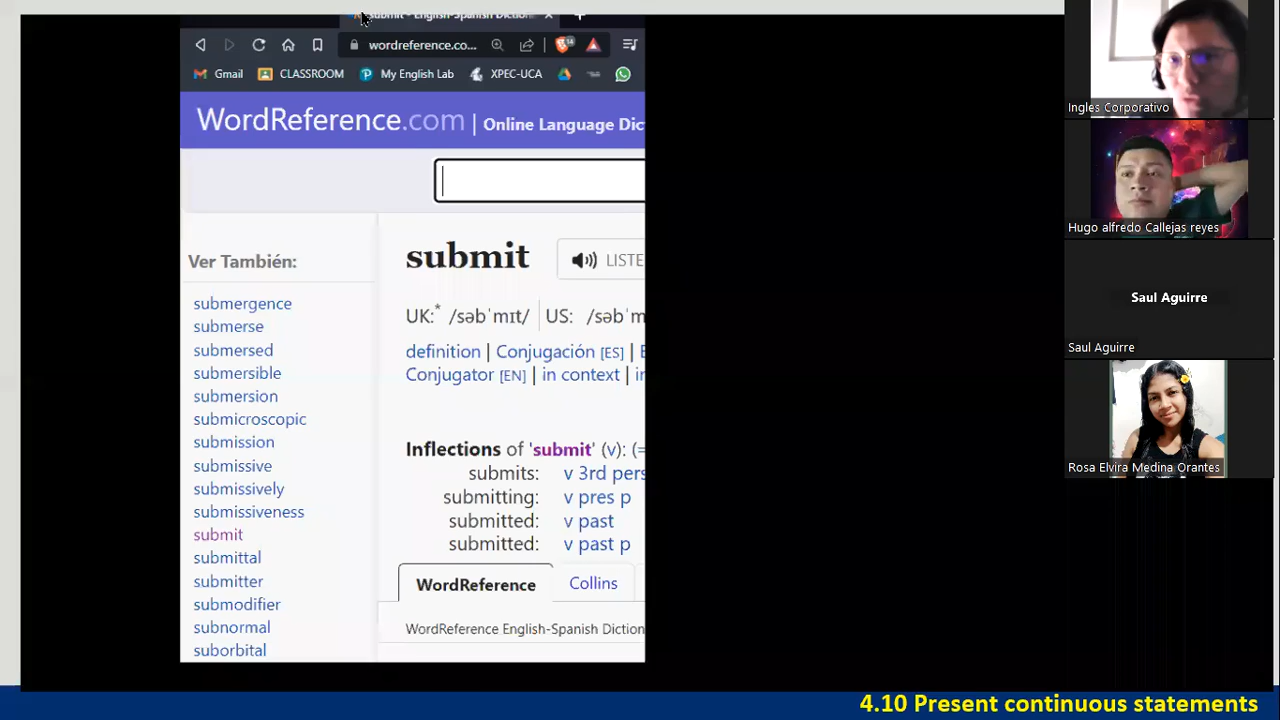 submit - English-Spanish Dictiona
wordreference.co...
14
Gmail CLASSROOM My English Lab XPEC-UCA
WordReference.com | Online Language Dic
Ver También:
submergence
submerse
submersed
submersible
submersion
submicroscopic
submission
submissive
submissively
submissiveness
submit
submittal
submitter
submodifier
subnormal
suborbital
submit LISTE
UK:* /səbˈmɪt/ US: /səbˈm
definition | Conjugación [ES] | E
Conjugator [EN] | in context | i
Inflections of 'submit' (v): (=
submits: v 3rd pers
submitting: v pres p
submitted: v past
submitted: v past p
WordReference Collins
WordReference English-Spanish Diction
Ingles Corporativo
Hugo alfredo Callejas reyes
Saul Aguirre
Saul Aguirre
Rosa Elvira Medina Orantes
4.10 Present continuous statements